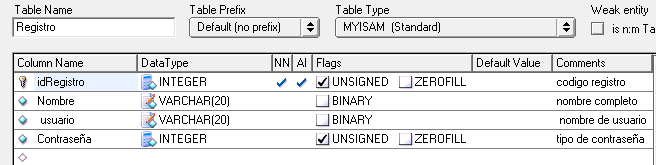 Table Name Table Prefix Table Type Weak entity
Registro Default (no prefix) MYISAM (Standard) is n:m Ta
Column Name DataType NN AI Flags Default Value Comments
idRegistro INTEGER UNSIGNED ZEROFILL codigo registro
Nombre VARCHAR(20) BINARY nombre completo
usuario VARCHAR(20) BINARY nombre de usuario
Contraseña INTEGER UNSIGNED ZEROFILL tipo de contraseña